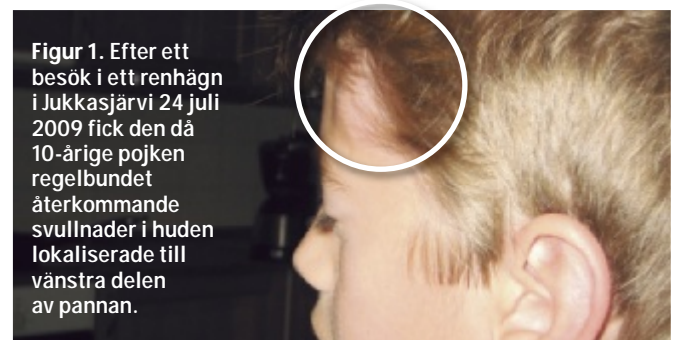 Figur 1. Efter ett
besök i ett renhägn
i Jukkasjärvi 24 juli
2009 fick den då
10-årige pojken
regelbundet
återkommande
svullnader i huden
lokaliserade till
vänstra delen
av pannan.